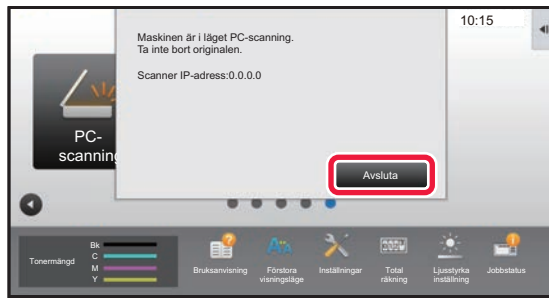 10:15
Maskinen är i läget PC-scanning.
Ta inte bort originalen.
Scanner IP-adress:0.0.0.0
PC-
scanning
Avsluta
Tonermängd
Bk
C
M
Y
Bruksanvisning
Förstora
visningsläge
Inställningar
Total
räkning
Ljusstyrka
inställning
Jobbstatus